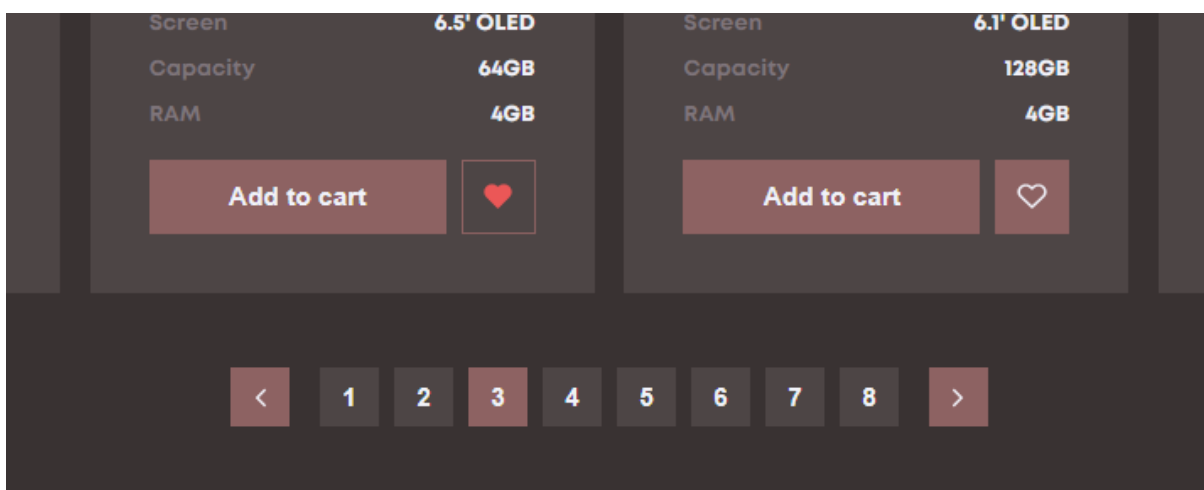 Screen 6.5' OLED
Capacity 64GB
RAM 4GB
Add to cart
Screen 6.1' OLED
Capacity 128GB
RAM 4GB
Add to cart
1 2 3 4 5 6 7 8